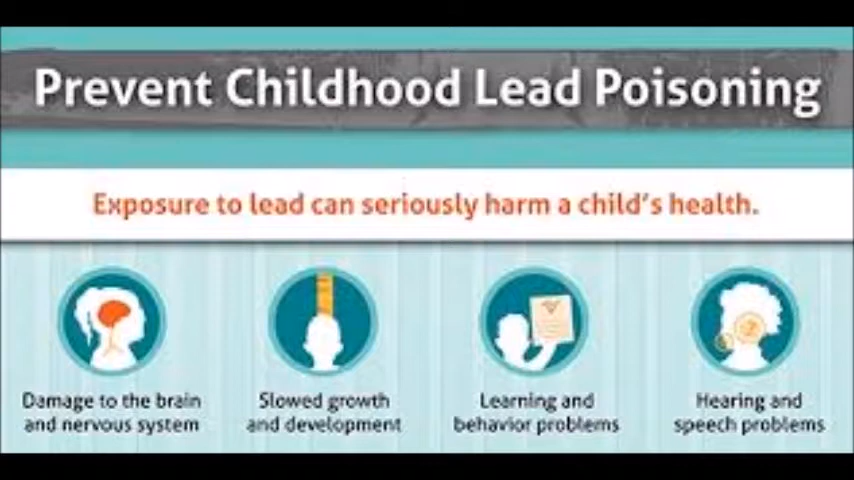 Prevent Childhood Lead Poisoning
Exposure to lead can seriously harm a child's health.
Damage to the brain
and nervous system
Slowed growth
and development
Learning and
behavior problems
Hearing and
speech problems